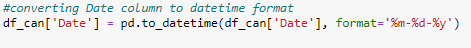 #converting Date column to datetime format
df_can['Date'] = pd.to_datetime(df_can['Date'], format='%m-%d-%y')